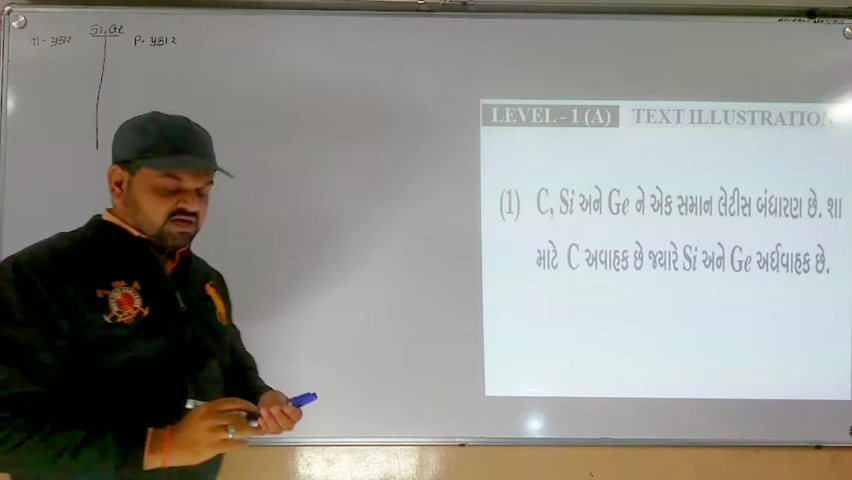 Si, Ge
n- પ્રકાર
P- પ્રકાર
LEVEL - 1 (A) TEXT ILLUSTRATION
(1) C, Si અને Ge ને એક સમાન લેટીસ બંધારણ છે. શા
માટે C અવાહક છે જ્યારે Si અને Ge અર્ધવાહક છે.